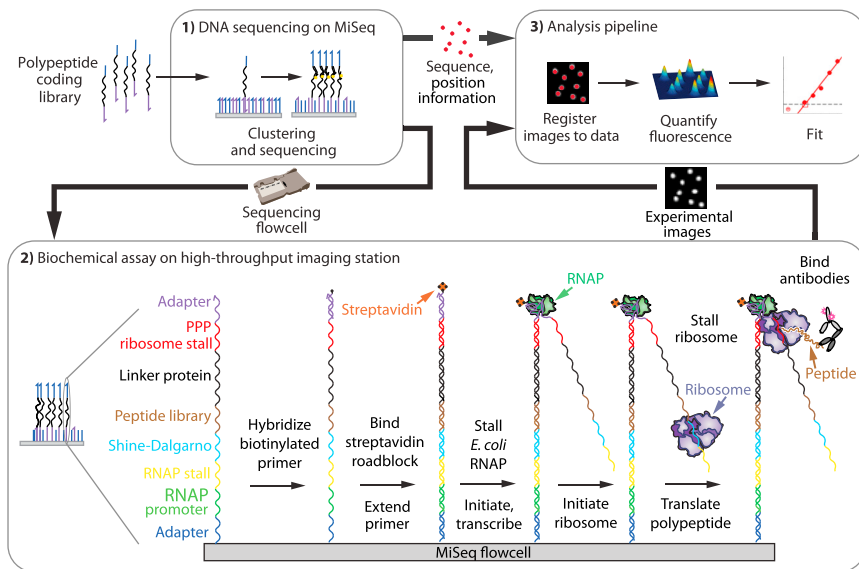 1) DNA sequencing on MiSeq
Polypeptide
coding
library
Clustering
and sequencing
Sequence,
position
information
3) Analysis pipeline
Register
images to data
Quantify
fluorescence
Fit
Sequencing
flowcell
Experimental
images
2) Biochemical assay on high-throughput imaging station
Adapter
PPP
ribosome stall
Linker protein
Peptide library
Shine-Dalgarno
RNAP stall
RNAP
promoter
Adapter
Hybridize
biotinylated
primer
Streptavidin
Bind
streptavidin
roadblock
Extend
primer
Stall
E. coli
RNAP
Initiate,
transcribe
RNAP
Initiate
ribosome
Ribosome
Stall
ribosome
Translate
polypeptide
Bind
antibodies
Peptide
MiSeq flowcell